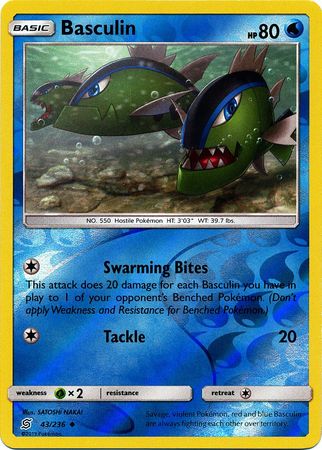 BASIC Basculin HP 80
NO. 550 Hostile Pokémon HT: 3'03" WT: 39.7 lbs.
Swarming Bites
This attack does 20 damage for each Basculin you have in
play to 1 of your opponent's Benched Pokémon. (Don't
apply Weakness and Resistance for Benched Pokémon.)
Tackle 20
weakness × 2 resistance retreat
Illus. SATOSHI NAKAI
43/236
Savage, violent Pokémon, red and blue Basculin
are always fighting each other over territory.
©2019 Pokémon